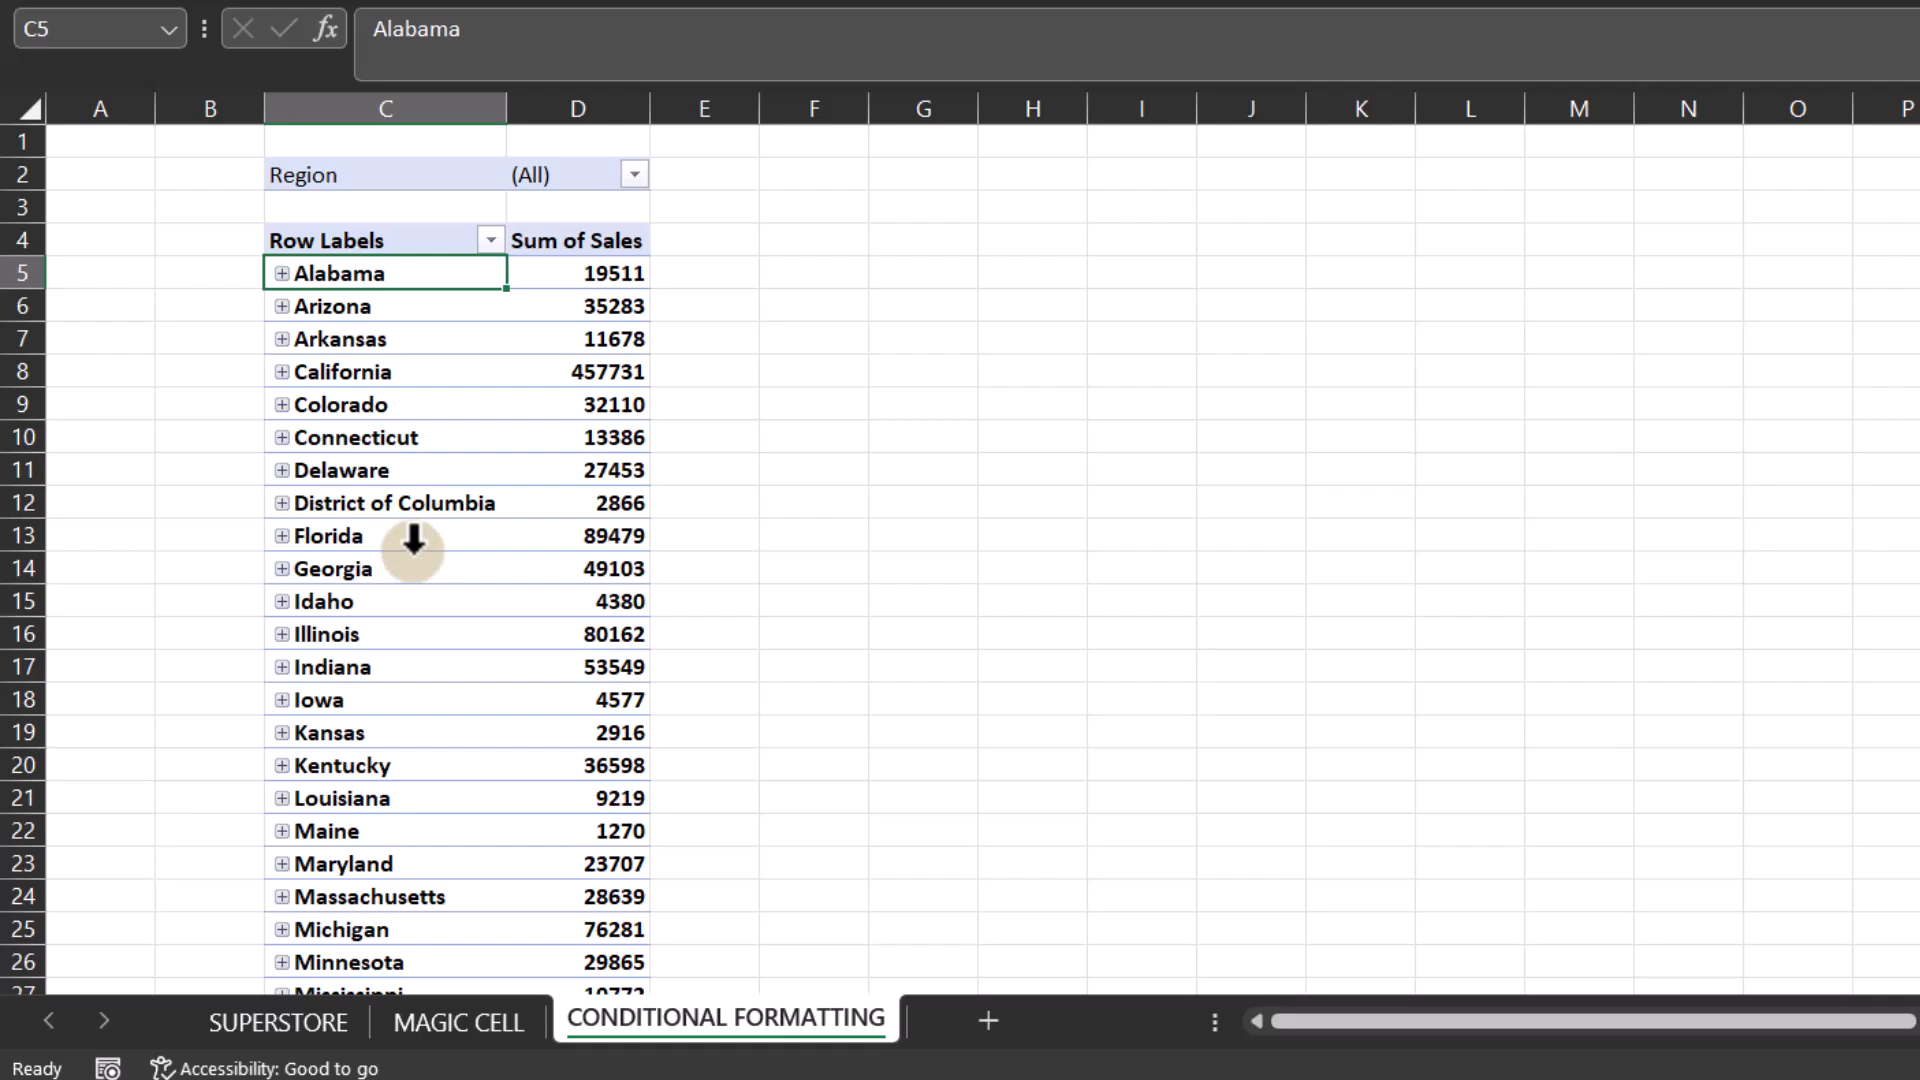 C5 fx Alabama
A B C D E F G H I J K L M N O P
1
2 Region (All)
3
4 Row Labels Sum of Sales
5 Alabama 19511
6 Arizona 35283
7 Arkansas 11678
8 California 457731
9 Colorado 32110
10 Connecticut 13386
11 Delaware 27453
12 District of Columbia 2866
13 Florida 89479
14 Georgia 49103
15 Idaho 4380
16 Illinois 80162
17 Indiana 53549
18 Iowa 4577
19 Kansas 2916
20 Kentucky 36598
21 Louisiana 9219
22 Maine 1270
23 Maryland 23707
24 Massachusetts 28639
25 Michigan 76281
26 Minnesota 29865
27 Mississippi 10772
SUPERSTORE MAGIC CELL CONDITIONAL FORMATTING
Ready Accessibility: Good to go